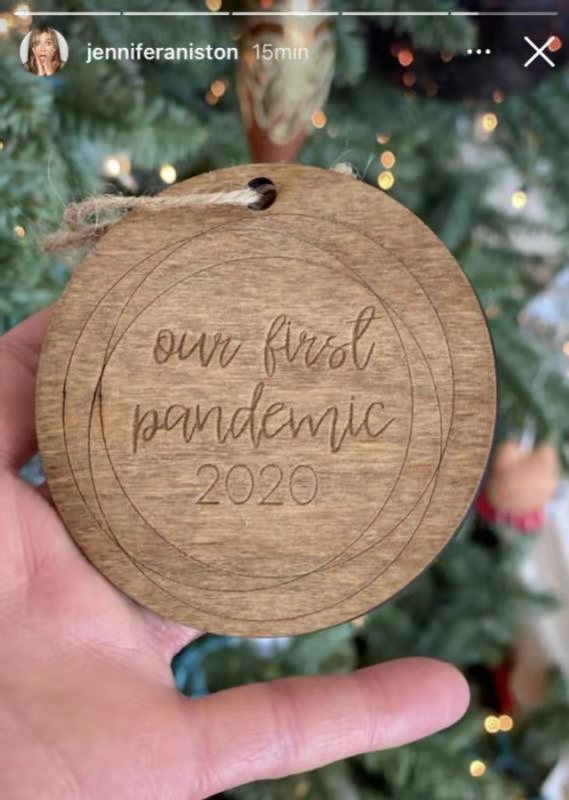 jenniferaniston 15min
our first
pandemic
2020